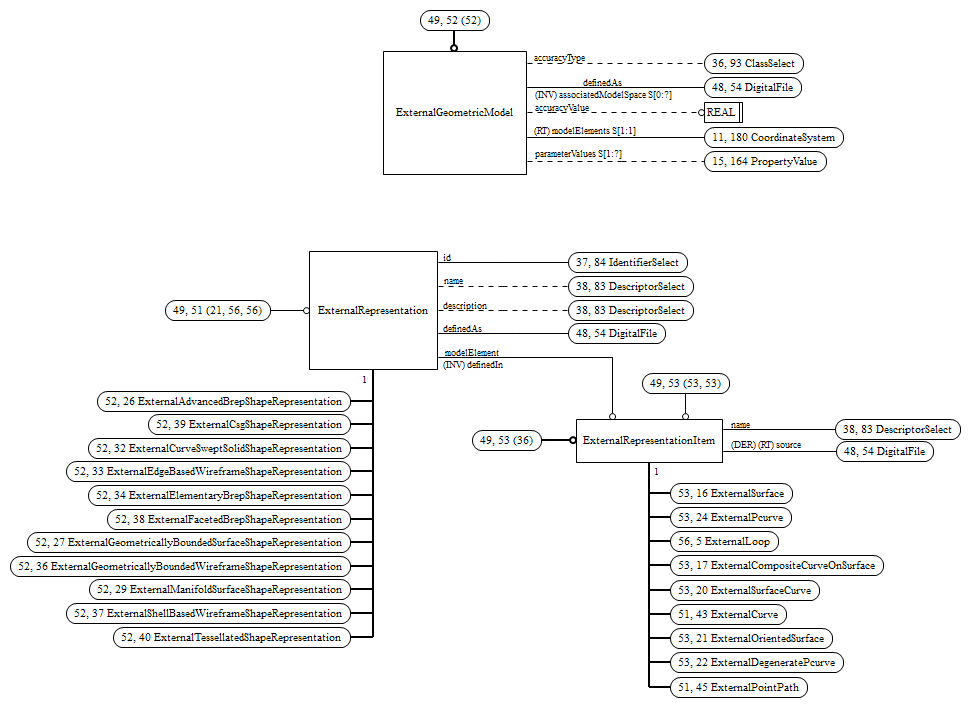 49, 52 (52)
ExternalGeometricModel
accuracyType
36, 93 ClassSelect
definedAs
48, 54 DigitalFile
(INV) associatedModelSpace S[0:?]
accuracyValue
REAL
(RT) modelElements S[1:1]
11, 180 CoordinateSystem
parameterValues S[1:?]
15, 164 PropertyValue
49, 51 (21, 56, 56)
ExternalRepresentation
id
37, 84 IdentifierSelect
name
38, 83 DescriptorSelect
description
38, 83 DescriptorSelect
definedAs
48, 54 DigitalFile
modelElement
(INV) definedIn
1
52, 26 ExternalAdvancedBrepShapeRepresentation
52, 39 ExternalCsgShapeRepresentation
52, 32 ExternalCurveSweptSolidShapeRepresentation
52, 33 ExternalEdgeBasedWireframeShapeRepresentation
52, 34 ExternalElementaryBrepShapeRepresentation
52, 38 ExternalFacetedBrepShapeRepresentation
52, 27 ExternalGeometricallyBoundedSurfaceShapeRepresentation
52, 36 ExternalGeometricallyBoundedWireframeShapeRepresentation
52, 29 ExternalManifoldSurfaceShapeRepresentation
52, 37 ExternalShellBasedWireframeShapeRepresentation
52, 40 ExternalTessellatedShapeRepresentation
49, 53 (53, 53)
49, 53 (36)
ExternalRepresentationItem
name
38, 83 DescriptorSelect
(DER) (RT) source
48, 54 DigitalFile
1
53, 16 ExternalSurface
53, 24 ExternalPcurve
56, 5 ExternalLoop
53, 17 ExternalCompositeCurveOnSurface
53, 20 ExternalSurfaceCurve
51, 43 ExternalCurve
53, 21 ExternalOrientedSurface
53, 22 ExternalDegeneratePcurve
51, 45 ExternalPointPath